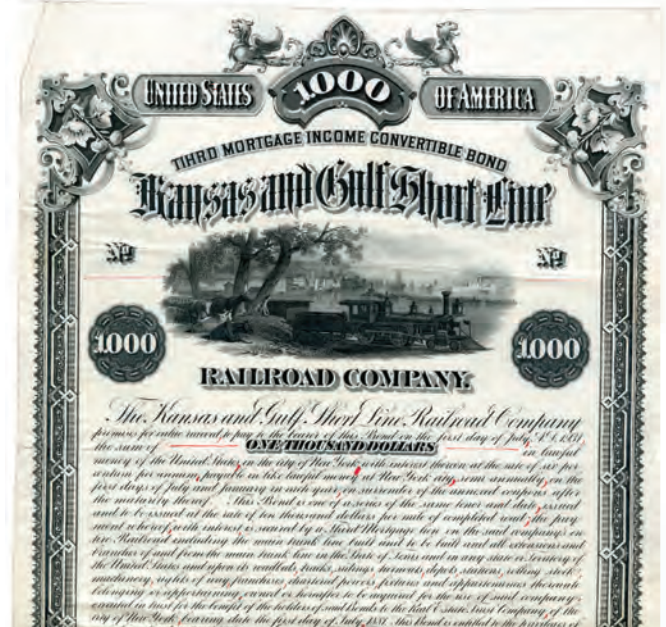 UNITED STATES 1000 OF AMERICA
TIHRD MORTGAGE INCOME CONVERTIBLE BOND
Kansas and Gulf Short Line
No No
1000 1000
RAILROAD COMPANY.
The Kansas and Gulf Short Line Railroad Company
promises for value received, to pay to the bearer of this Bond on the first day of July, A.D.
the sum of ONE THOUSAND DOLLARS in lawful
money of the United States, in the city of New York, with interest thereon at the rate of six per
centum per annum, payable in like lawful money at New York semi annually, on the
first days of July and January in each year, on surrender of the annexed coupons after
the maturity thereof. This Bond is one of a series of the same tenor and date, issued
and to be issued at the rate of ten thousand dollars per mile of completed road, the pay
ment whereof, with interest is secured by a Third Mortgage lien on the said company's en
tire Railroad including the main trunk line built and to be built and all extensions and
branches of and from the main trunk line in the State of Texas and in any state or territory of
the United States and upon its roadbeds, tracks, sidings, turnouts, depots, stations, rolling stock,
machinery, rights of way, franchises, chartered powers, fixtures and appurtenances thereunto
belonging or appertaining, owned or hereafter to be acquired for the use of said company,
in trust for the benefit of the holders of said Bonds to the Real Estate Trust Company, of the
city of New York, bearing date the first day of July, 1881. This Bond is entitled to the privileges of